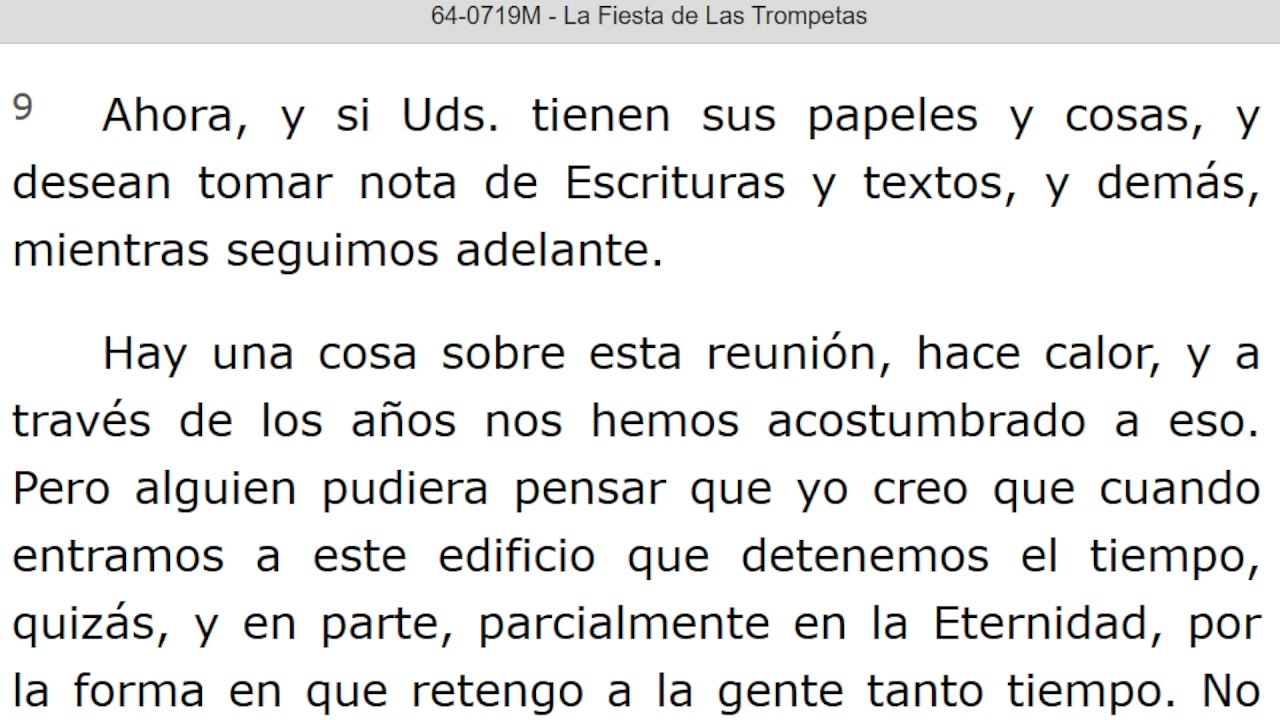 64-0719M - La Fiesta de Las Trompetas
9 Ahora, y si Uds. tienen sus papeles y cosas, y
desean tomar nota de Escrituras y textos, y demás,
mientras seguimos adelante.
Hay una cosa sobre esta reunión, hace calor, y a
través de los años nos hemos acostumbrado a eso.
Pero alguien pudiera pensar que yo creo que cuando
entramos a este edificio que detenemos el tiempo,
quizás, y en parte, parcialmente en la Eternidad, por
la forma en que retengo a la gente tanto tiempo. No